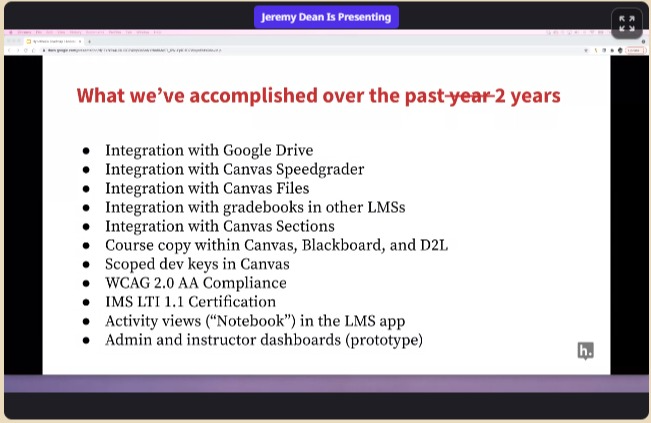 Jeremy Dean Is Presenting
What we’ve accomplished over the past year 2 years
● Integration with Google Drive
● Integration with Canvas Speedgrader
● Integration with Canvas Files
● Integration with gradebooks in other LMSs
● Integration with Canvas Sections
● Course copy within Canvas, Blackboard, and D2L
● Scoped dev keys in Canvas
● WCAG 2.0 AA Compliance
● IMS LTI 1.1 Certification
● Activity views (“Notebook”) in the LMS app
● Admin and instructor dashboards (prototype)
h.